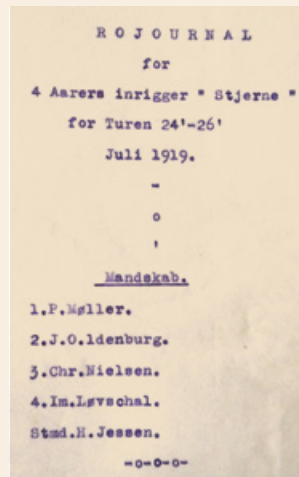 ROJOURNAL
for
4 Aarers inrigger " Stjerne "
for Turen 24'-26'
Juli 1919.
-
o
'
Mandskab.
1.P.Møller.
2.J.O.ldenburg.
3.Chr.Nielsen.
4.Im.Løvschal.
Stmd.H.Jessen.
-o-o-o-